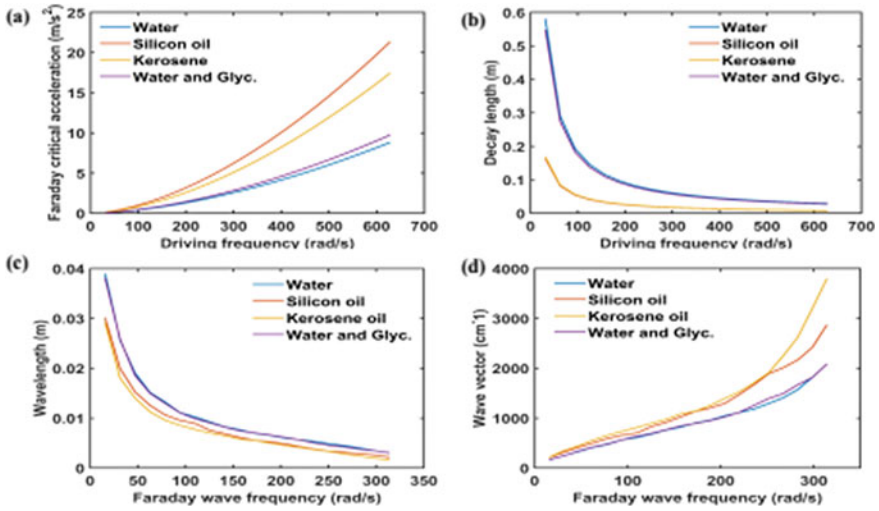 (a)
Faraday critical acceleration (m/s²)
25
20
15
10
5
0
Water
Silicon oil
Kerosene
Water and Glyc.
0 100 200 300 400 500 600 700
Driving frequency (rad/s)
(b)
Decay length (m)
0.6
0.5
0.4
0.3
0.2
0.1
0
Water
Silicon oil
Kerosene
Water and Glyc.
0 100 200 300 400 500 600 700
Driving frequency (rad/s)
(c)
Wavelength (m)
0.04
0.03
0.02
0.01
0
Water
Silicon oil
Kerosene oil
Water and Glyc.
0 50 100 150 200 250 300 350
Faraday wave frequency (rad/s)
(d)
Wave vector (cm⁻1)
4000
3000
2000
1000
0
Water
Silicon oil
Kerosene oil
Water and Glyc.
0 100 200 300
Faraday wave frequency (rad/s)